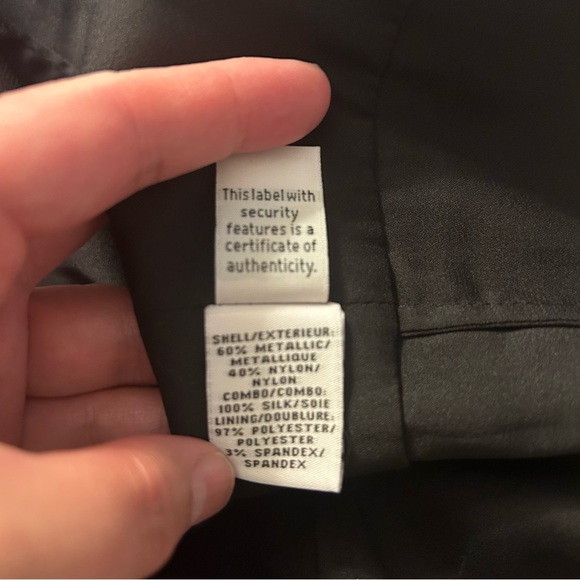 This label with
security
features is a
certificate of
authenticity.
SHELL/EXTERIEUR:
60% METALLIC/
METALLIQUE
40% NYLON/
NYLON
COMBO/COMBO:
100% SILK/SOIE
LINING/DOUBLURE:
97% POLYESTER/
POLYESTER
3% SPANDEX/
SPANDEX